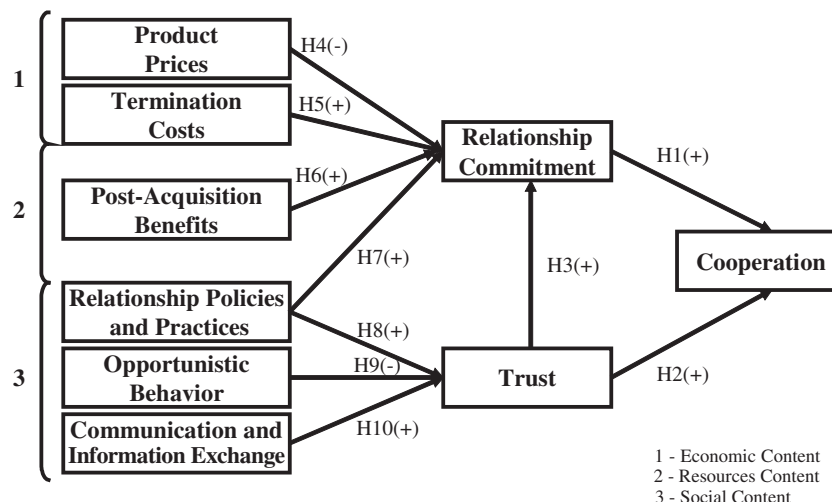 1
Product
Prices
Termination
Costs
2
Post-Acquisition
Benefits
3
Relationship Policies
and Practices
Opportunistic
Behavior
Communication and
Information Exchange
H4(-)
H5(+)
H6(+)
H7(+)
H8(+)
H9(-)
H10(+)
Relationship
Commitment
H3(+)
Trust
H1(+)
Cooperation
H2(+)
1 - Economic Content
2 - Resources Content
3 - Social Content